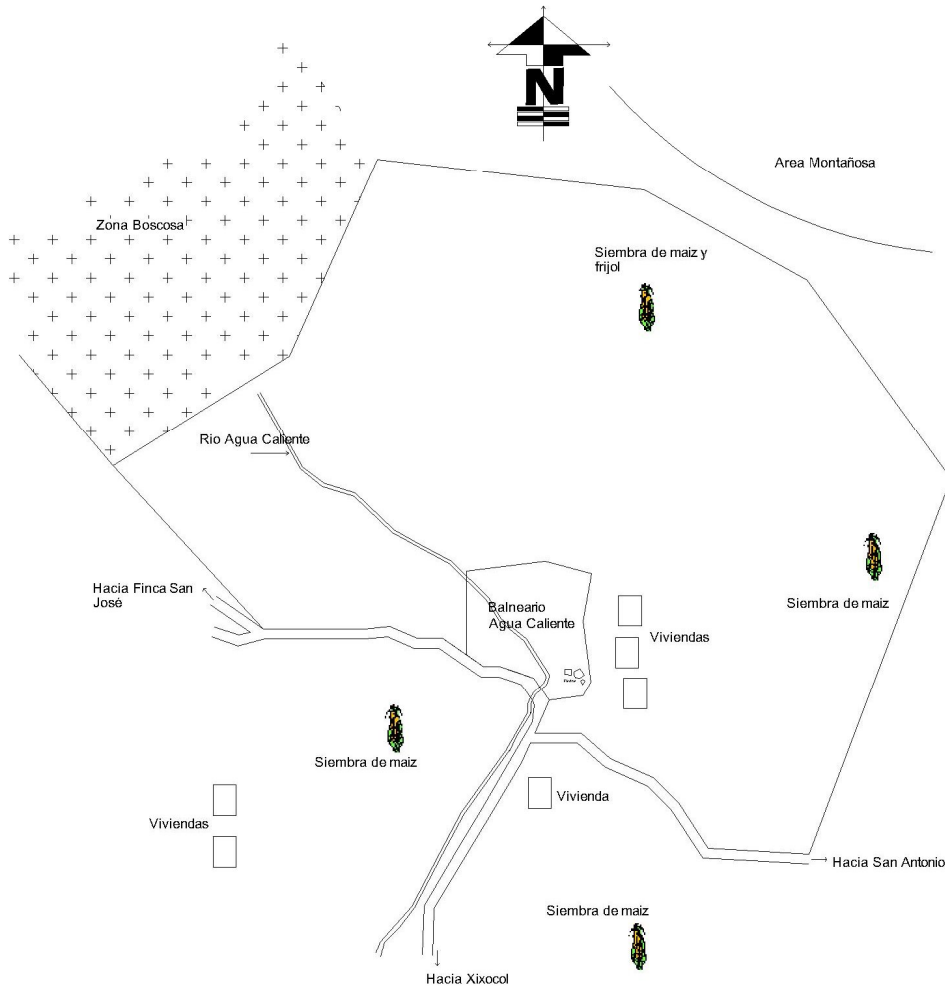 N
Area Montañosa
Zona Boscosa
Siembra de maiz y
frijol
Rio Agua Caliente
Hacia Finca San
José
Balneario
Agua Caliente
Siembra de maiz
Viviendas
Siembra de maiz
Viviendas
Vivienda
Hacia San Antonio
Siembra de maiz
Hacia Xixocol